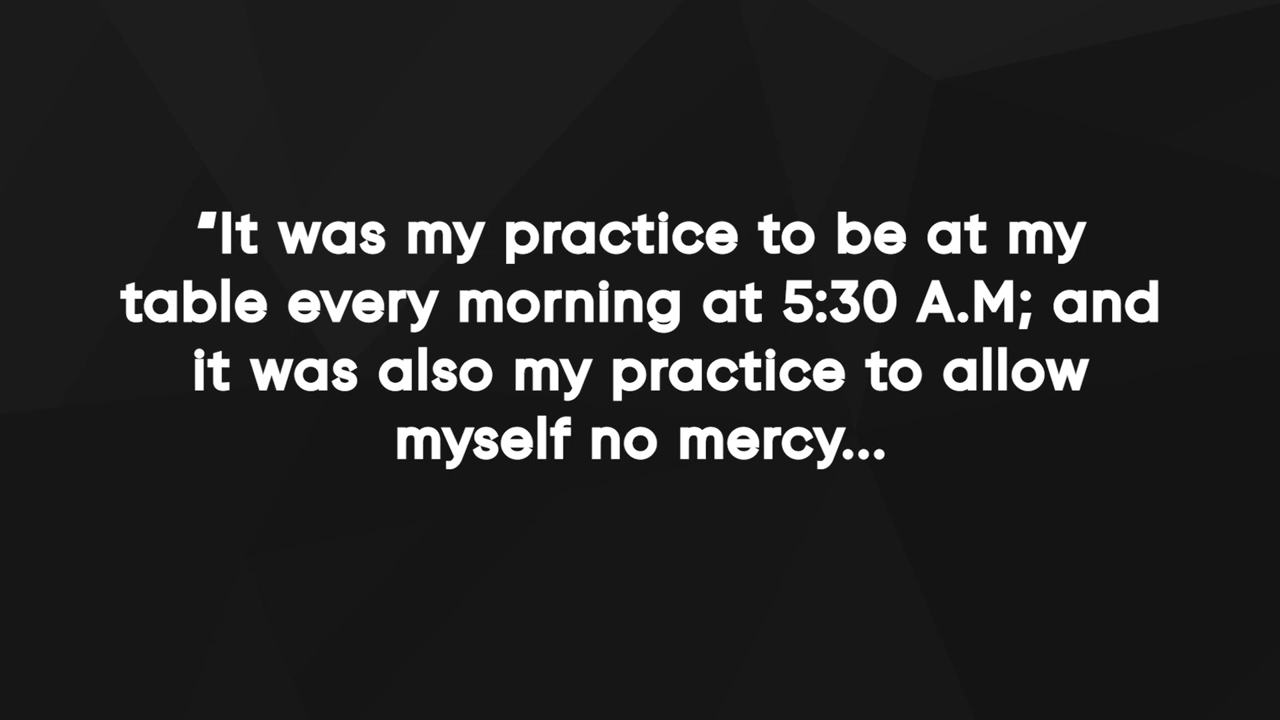 “It was my practice to be at my
table every morning at 5:30 A.M; and
it was also my practice to allow
myself no mercy...